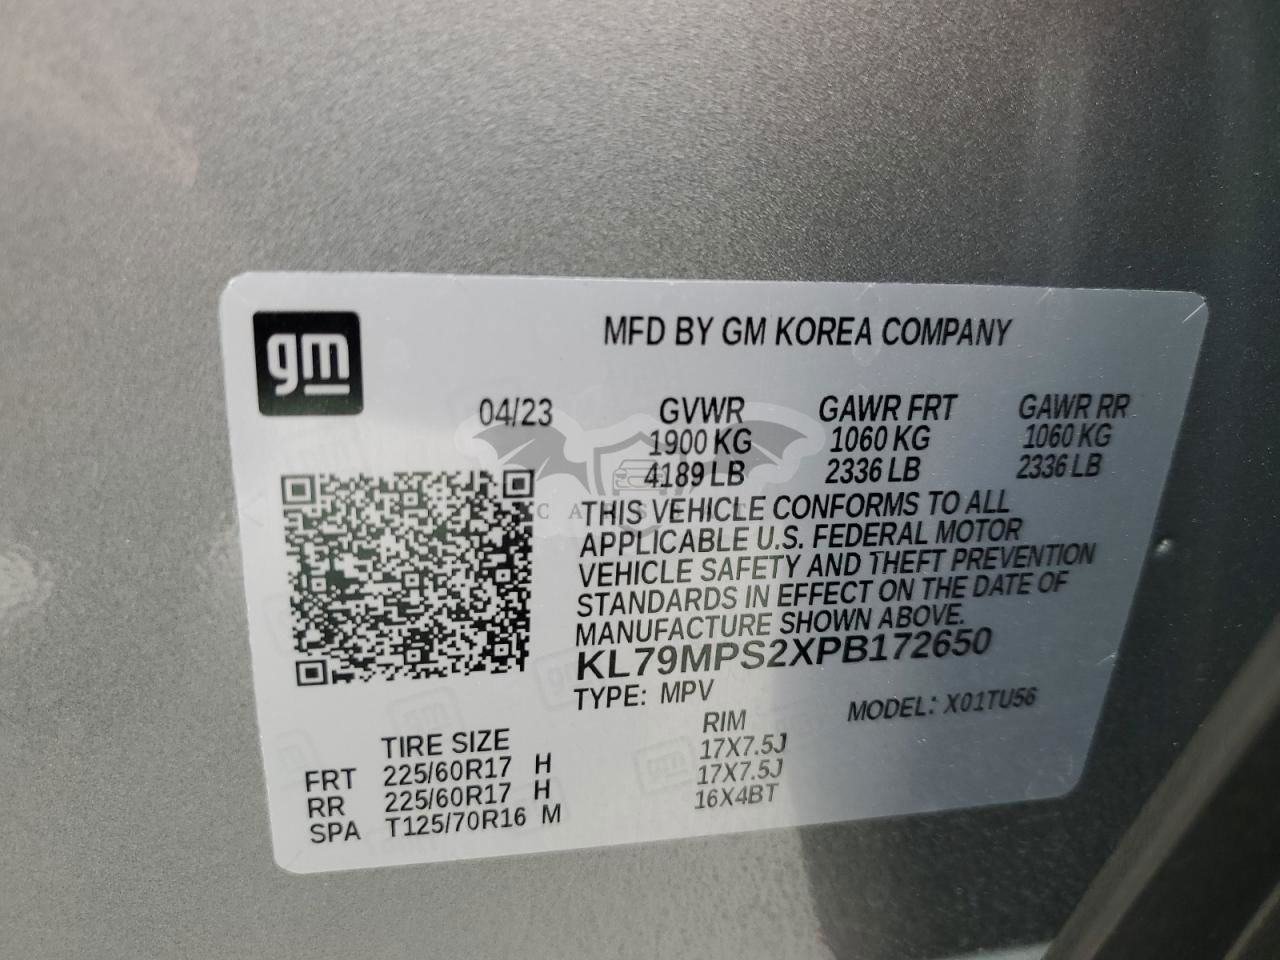 gm
MFD BY GM KOREA COMPANY
04/23 GVWR GAWR FRT GAWR RR
1900 KG 1060 KG 1060 KG
4189 LB 2336 LB 2336 LB
THIS VEHICLE CONFORMS TO ALL
APPLICABLE U.S. FEDERAL MOTOR
VEHICLE SAFETY AND THEFT PREVENTION
STANDARDS IN EFFECT ON THE DATE OF
MANUFACTURE SHOWN ABOVE.
KL79MPS2XPB172650
TYPE: MPV MODEL: X01TU56
TIRE SIZE RIM
FRT 225/60R17 H 17X7.5J
RR 225/60R17 H 17X7.5J
SPA T125/70R16 M 16X4BT